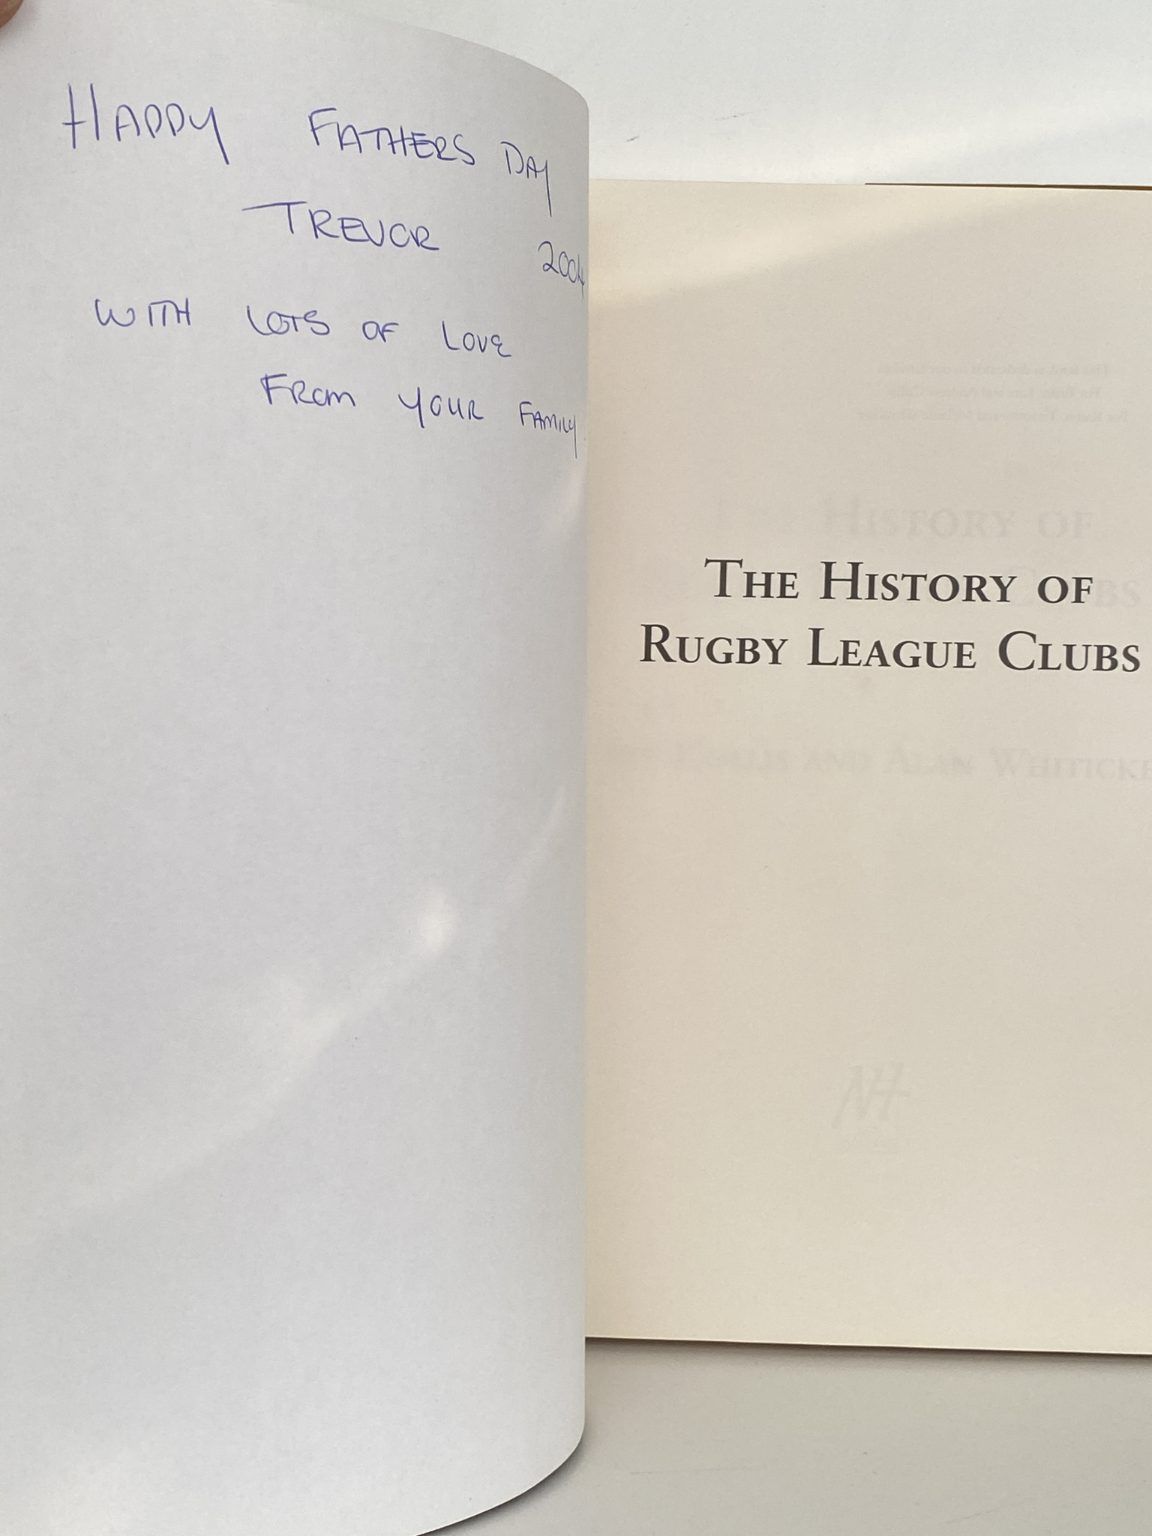 HAPPY FATHERS DAY
TREVOR 2004
WITH LOTS OF LOVE
FROM YOUR FAMILY
THE HISTORY OF
RUGBY LEAGUE CLUBS